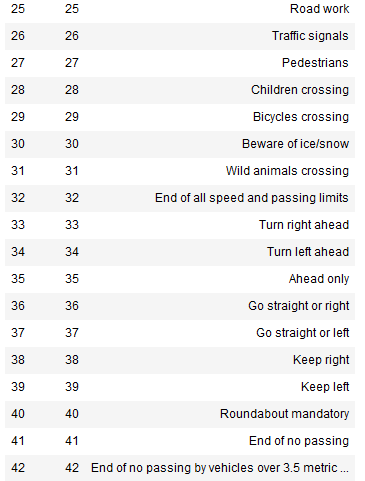 25 25 Road work
26 26 Traffic signals
27 27 Pedestrians
28 28 Children crossing
29 29 Bicycles crossing
30 30 Beware of ice/snow
31 31 Wild animals crossing
32 32 End of all speed and passing limits
33 33 Turn right ahead
34 34 Turn left ahead
35 35 Ahead only
36 36 Go straight or right
37 37 Go straight or left
38 38 Keep right
39 39 Keep left
40 40 Roundabout mandatory
41 41 End of no passing
42 42 End of no passing by vehicles over 3.5 metric ...